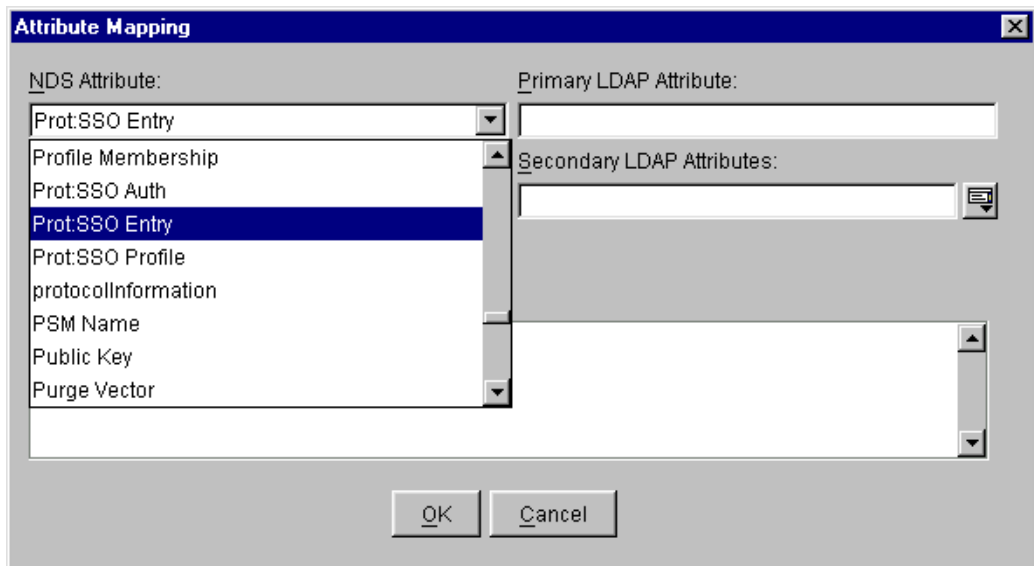 Attribute Mapping
NDS Attribute:
Primary LDAP Attribute:
Prot:SSO Entry
Profile Membership
Secondary LDAP Attributes:
Prot:SSO Auth
Prot:SSO Entry
Prot:SSO Profile
protocolInformation
PSM Name
Public Key
Purge Vector
OK
Cancel